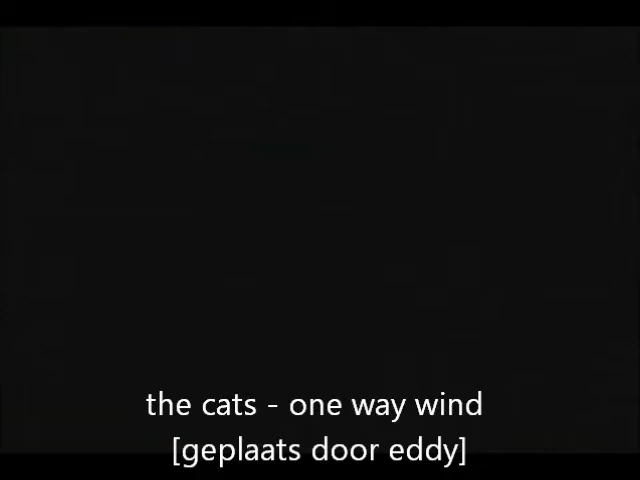 the cats - one way wind
[geplaats door eddy]